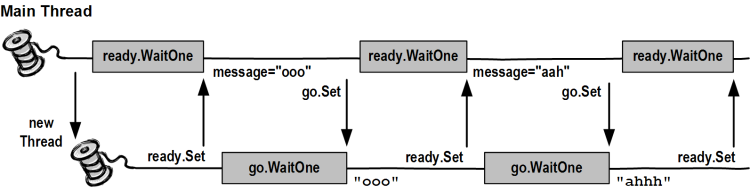 Main Thread
ready.WaitOne
ready.WaitOne
ready.WaitOne
message="ooo"
message="aah"
go.Set
go.Set
new
Thread
ready.Set
go.WaitOne
ready.Set
go.WaitOne
ready.Set
"ooo"
"ahhh"